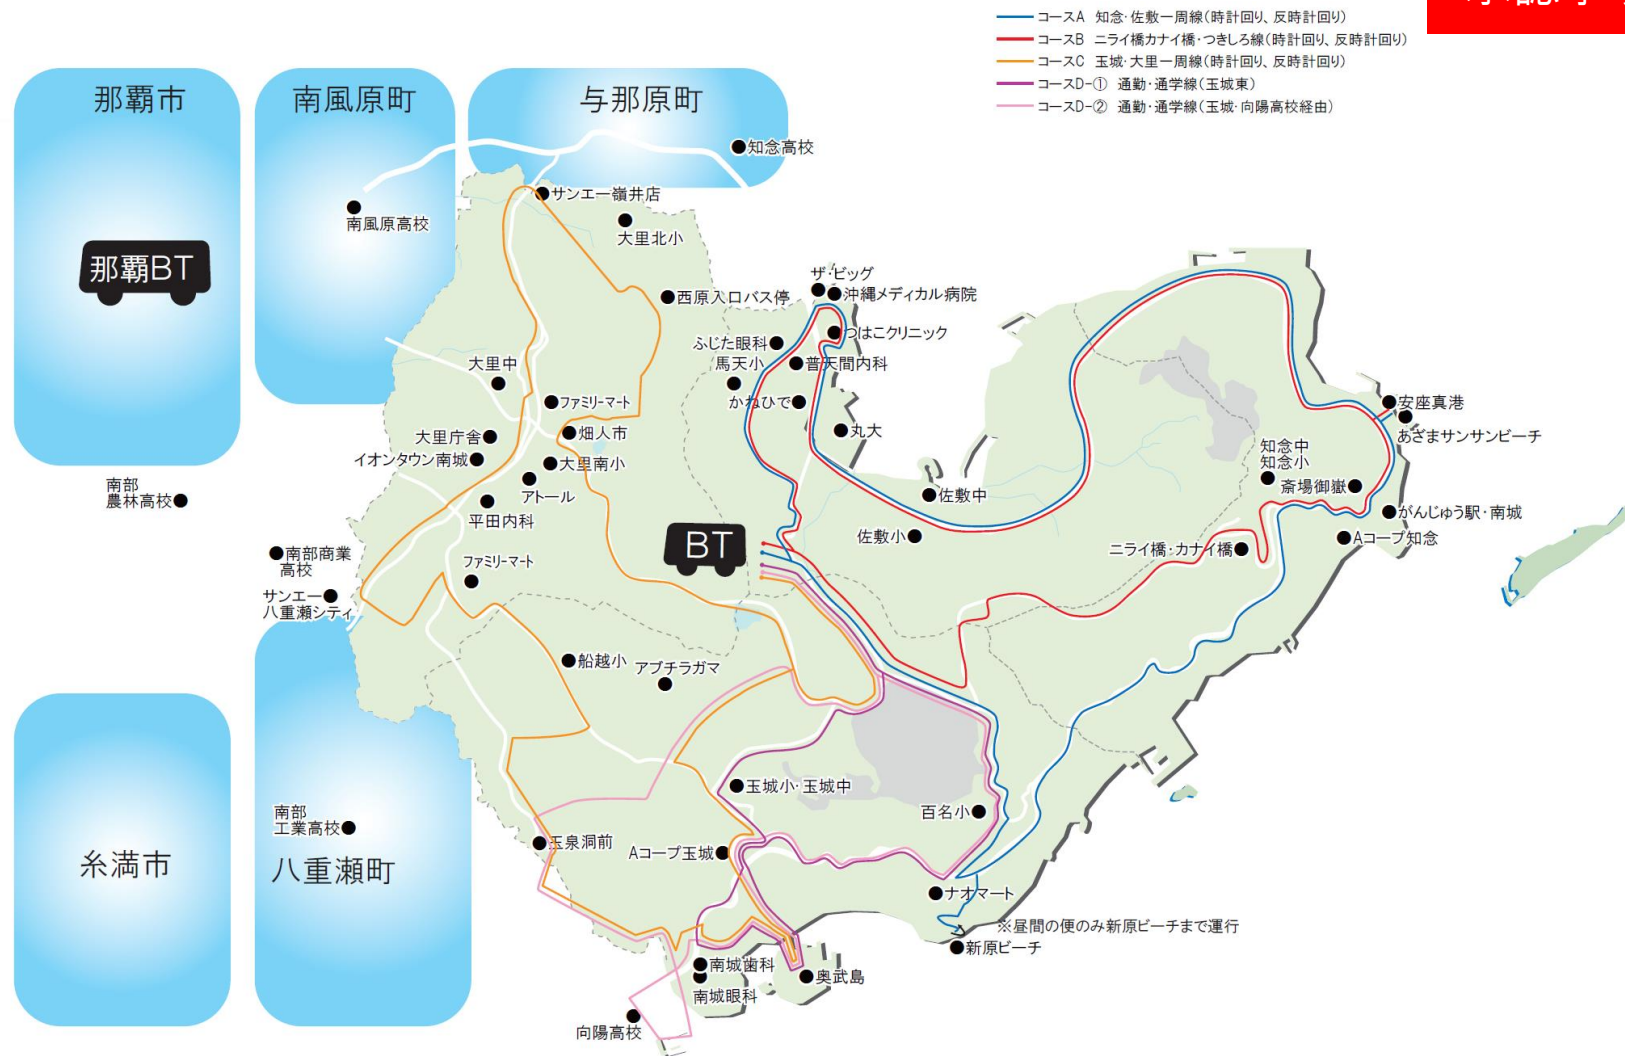 コースA 知念・佐敷一周線(時計回り、反時計回り)
コースB ニライ橋カナイ橋・つきしろ線(時計回り、反時計回り)
コースC 玉城・大里一周線(時計回り、反時計回り)
コースD-① 通勤・通学線(玉城東)
コースD-② 通勤・通学線(玉城・向陽高校経由)
那覇市
南風原町
与那原町
知念高校
サンエー嶺井店
南風原高校
大里北小
那覇BT
ザ・ビッグ
沖縄メディカル病院
西原入口バス停
つはこクリニック
ふじた眼科
馬天小
普天間内科
大里中
かねひで
ファミリーマート
安座真港
あざまサンサンビーチ
丸大
畑人市
大里庁舎
イオンタウン南城
大里南小
知念中
知念小
斎場御嶽
アトール
南部
農林高校
佐敷中
平田内科
がんじゅう駅・南城
佐敷小
Aコープ知念
BT
ニライ橋・カナイ橋
南部商業
高校
ファミリーマート
サンエー
八重瀬シティ
船越小
アブチラガマ
玉城小・玉城中
百名小
南部
工業高校
玉泉洞前
Aコープ玉城
糸満市
八重瀬町
ナオマート
※昼間の便のみ新原ビーチまで運行
新原ビーチ
南城歯科
奥武島
南城眼科
向陽高校